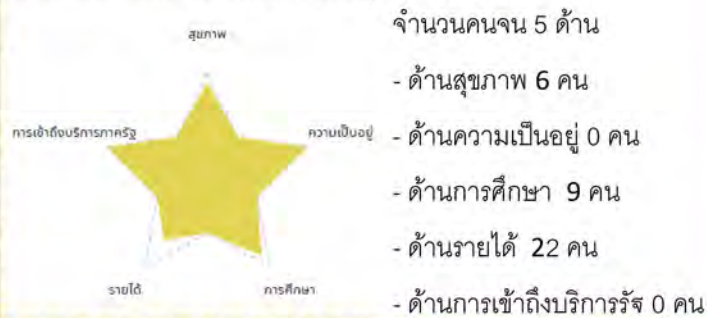 สุขภาพ
การเข้าถึงบริการภาครัฐ
ความเป็นอยู่
รายได้
การศึกษา
จำนวนคนจน 5 ด้าน
- ด้านสุขภาพ 6 คน
- ด้านความเป็นอยู่ 0 คน
- ด้านการศึกษา 9 คน
- ด้านรายได้ 22 คน
- ด้านการเข้าถึงบริการรัจ 0 คน